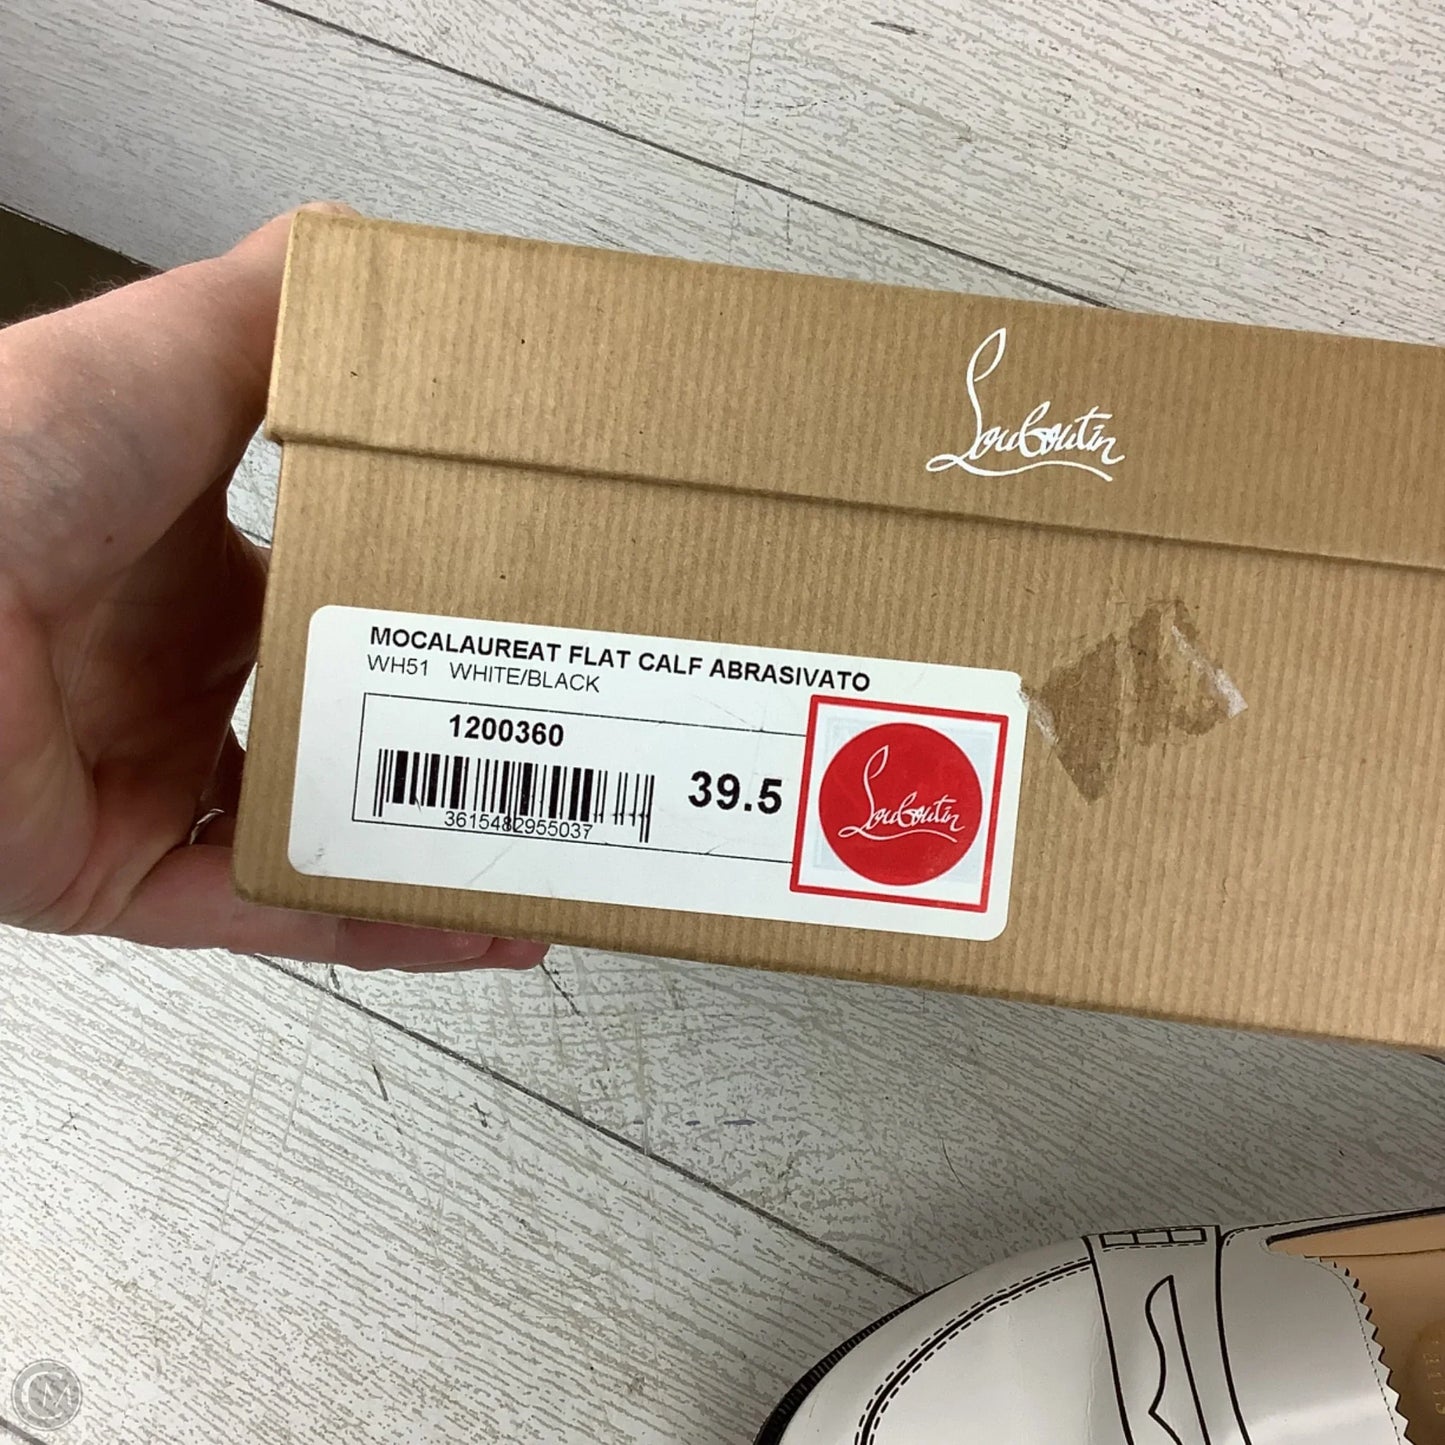 Louboutin
MOCALAUREAT FLAT CALF ABRASIVATO
WH51 WHITE/BLACK
1200360
39.5
3615482955037
Louboutin